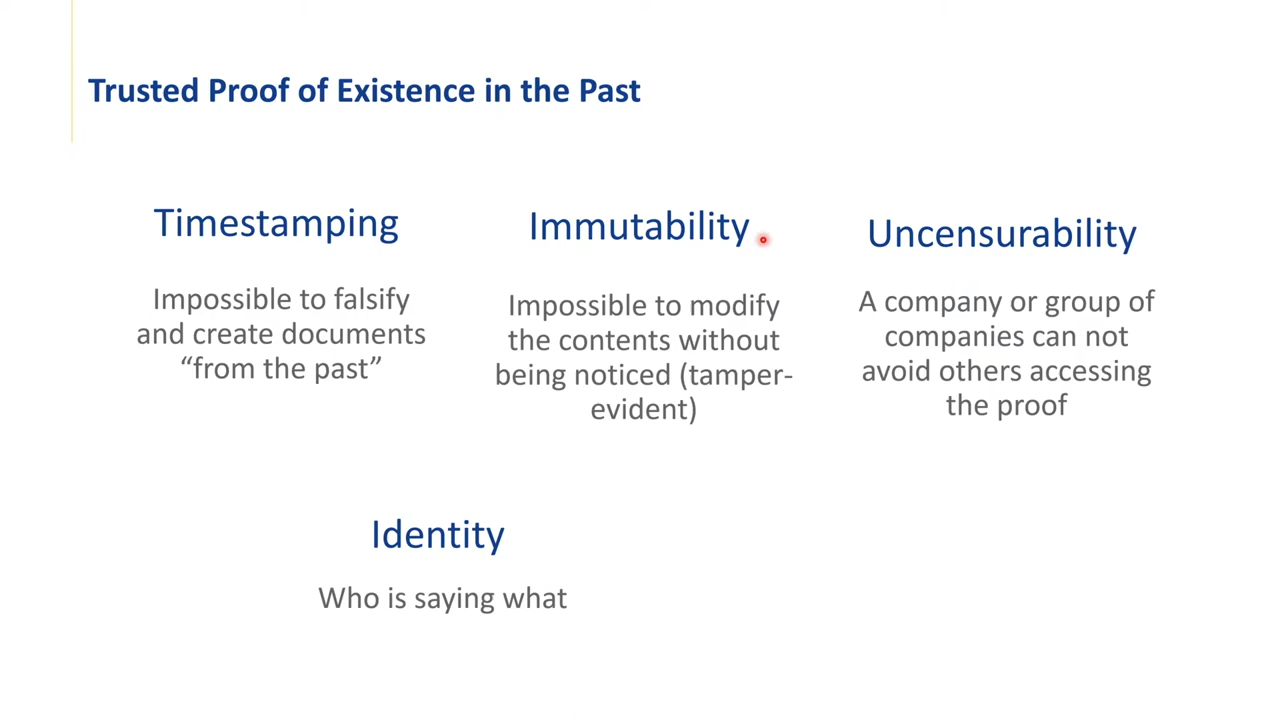 Trusted Proof of Existence in the Past
Timestamping
Impossible to falsify
and create documents
“from the past”
Immutability
Impossible to modify
the contents without
being noticed (tamper-
evident)
Uncensurability
A company or group of
companies can not
avoid others accessing
the proof
Identity
Who is saying what